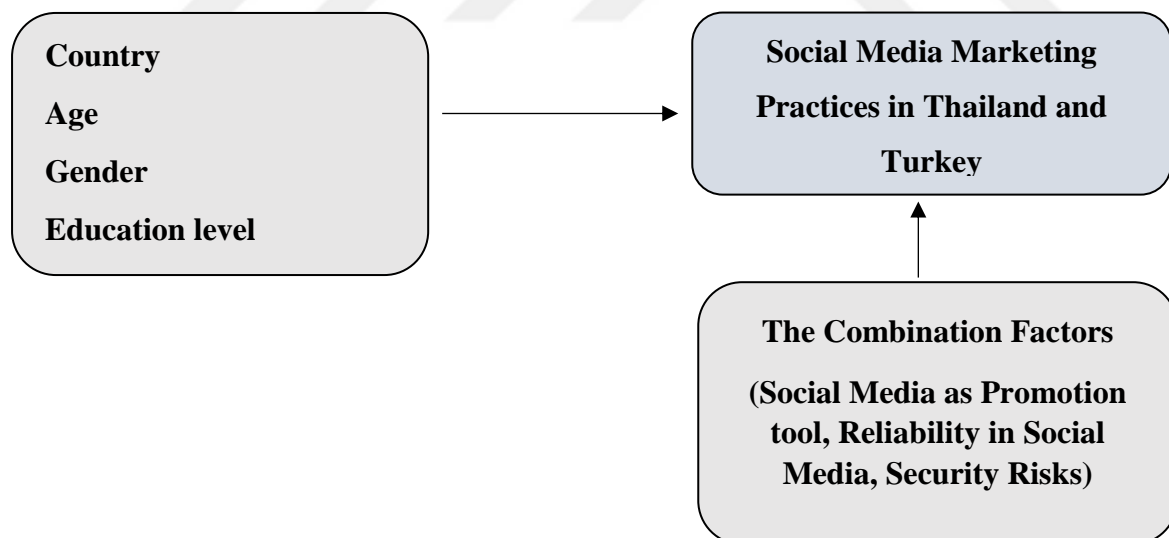 Country
Age
Gender
Education level
Social Media Marketing
Practices in Thailand and
Turkey
The Combination Factors
(Social Media as Promotion
tool, Reliability in Social
Media, Security Risks)